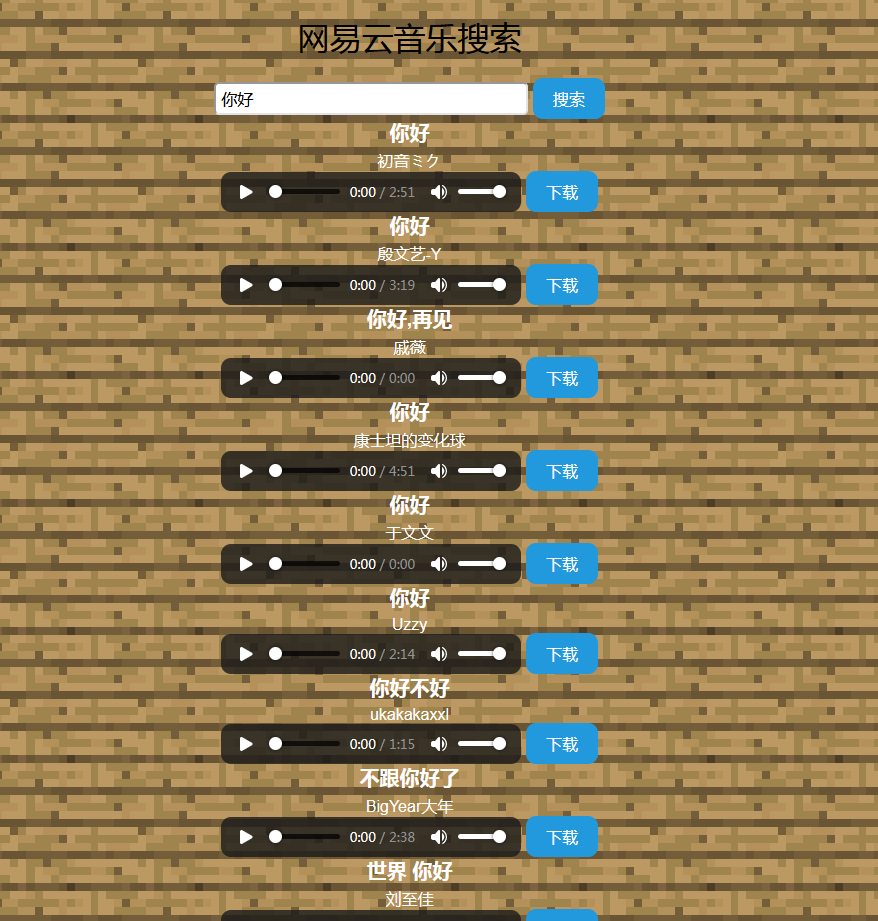 网易云音乐搜索
你好 搜索
你好
初音ミク
0:00 / 2:51 下载
你好
殷文艺-Y
0:00 / 3:19 下载
你好,再见
戚薇
0:00 / 0:00 下载
你好
康士坦的变化球
0:00 / 4:51 下载
你好
于文文
0:00 / 0:00 下载
你好
Uzzy
0:00 / 2:14 下载
你好不好
ukakakaxxl
0:00 / 1:15 下载
不跟你好了
BigYear大年
0:00 / 2:38 下载
世界 你好
刘至佳